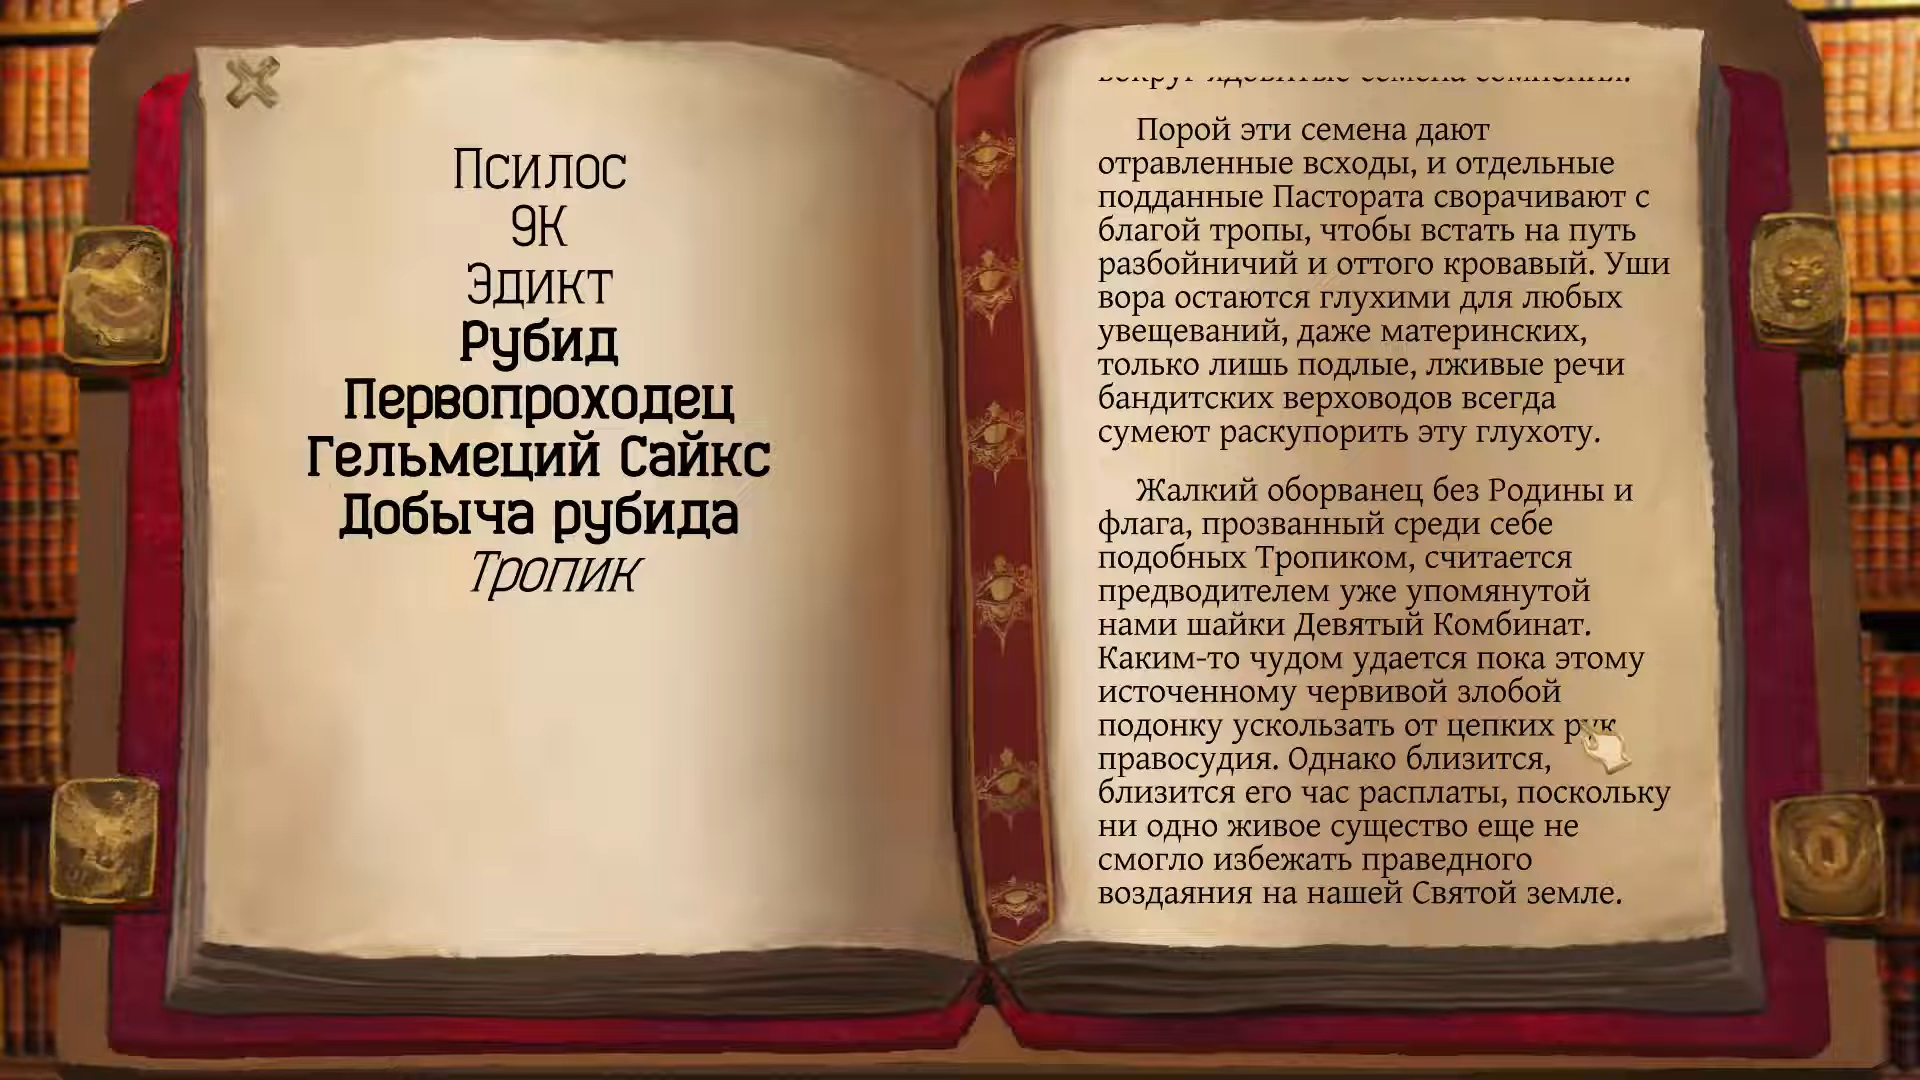 Псилос
9К
Эдикт
Рубид
Первопроходец
Гельмеций Сайкс
Добыча рубида
Тропик
вокруг ядовитые семена сомнения.
Порой эти семена дают
отравленные всходы, и отдельные
подданные Пастората сворачивают с
благой тропы, чтобы встать на путь
разбойничий и оттого кровавый. Уши
вора остаются глухими для любых
увещеваний, даже материнских,
только лишь подлые, лживые речи
бандитских верховодов всегда
сумеют раскупорить эту глухоту.
Жалкий оборванец без Родины и
флага, прозванный среди себе
подобных Тропиком, считается
предводителем уже упомянутой
нами шайки Девятый Комбинат.
Каким-то чудом удается пока этому
источенному червивой злобой
подонку ускользать от цепких рук
правосудия. Однако близится,
близится его час расплаты, поскольку
ни одно живое существо еще не
смогло избежать праведного
воздаяния на нашей Святой земле.